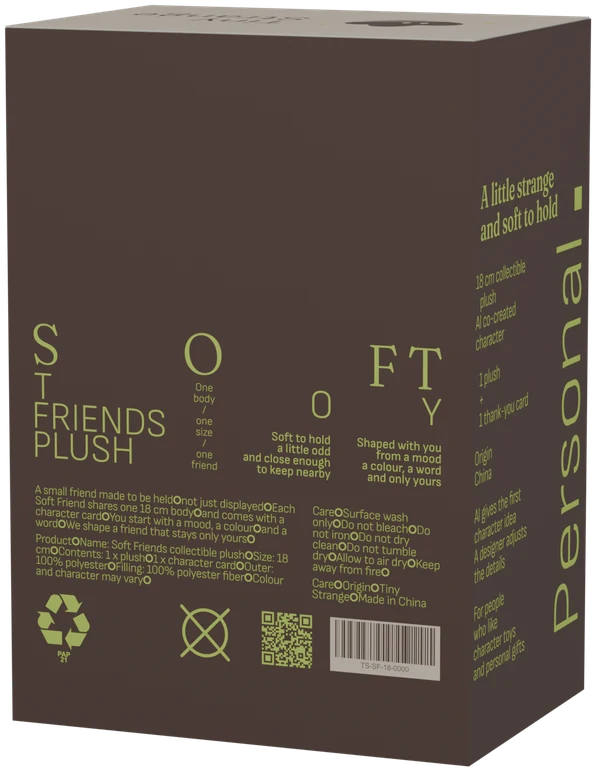 S O FT
T O Y
FRIENDS
PLUSH
One
body
/
one
size
/
one
friend
Soft to hold
a little odd
and close enough
to keep nearby
Shaped with you
from a mood
a colour, a word
and only yours
A small friend made to be heldOnot just displayedOEach
Soft Friend shares one 18 cm bodyOand comes with a
character cardOYou start with a mood, a colourOand a
wordOWe shape a friend that stays only yoursO
ProductOName: Soft Friends collectible plushOSize: 18
cmOContents: 1 x plushO1 x character cardOOuter:
100% polyesterOFilling: 100% polyester fiberOColour
and character may varyO
CareOSurface wash
onlyODo not bleachODo
not ironODo not dry
cleanODo not tumble
dryOAllow to air dryOKeep
away from fireO
CareOOriginOTiny
StrangeOMade in China
PAP
21
TS-SF-18-0000
A little strange
and soft to hold
18 cm collectible
plush
AI co-created
character
1 plush
+
1 thank-you card
Origin
China
AI gives the first
character idea
A designer adjusts
the details
For people
who like
character toys
and personal gifts
Personal.